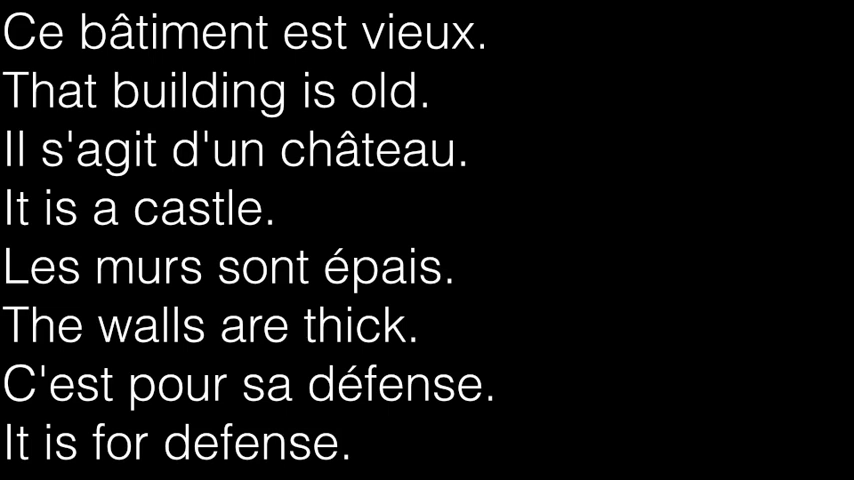 Ce bâtiment est vieux.
That building is old.
Il s'agit d'un château.
It is a castle.
Les murs sont épais.
The walls are thick.
C'est pour sa défense.
It is for defense.